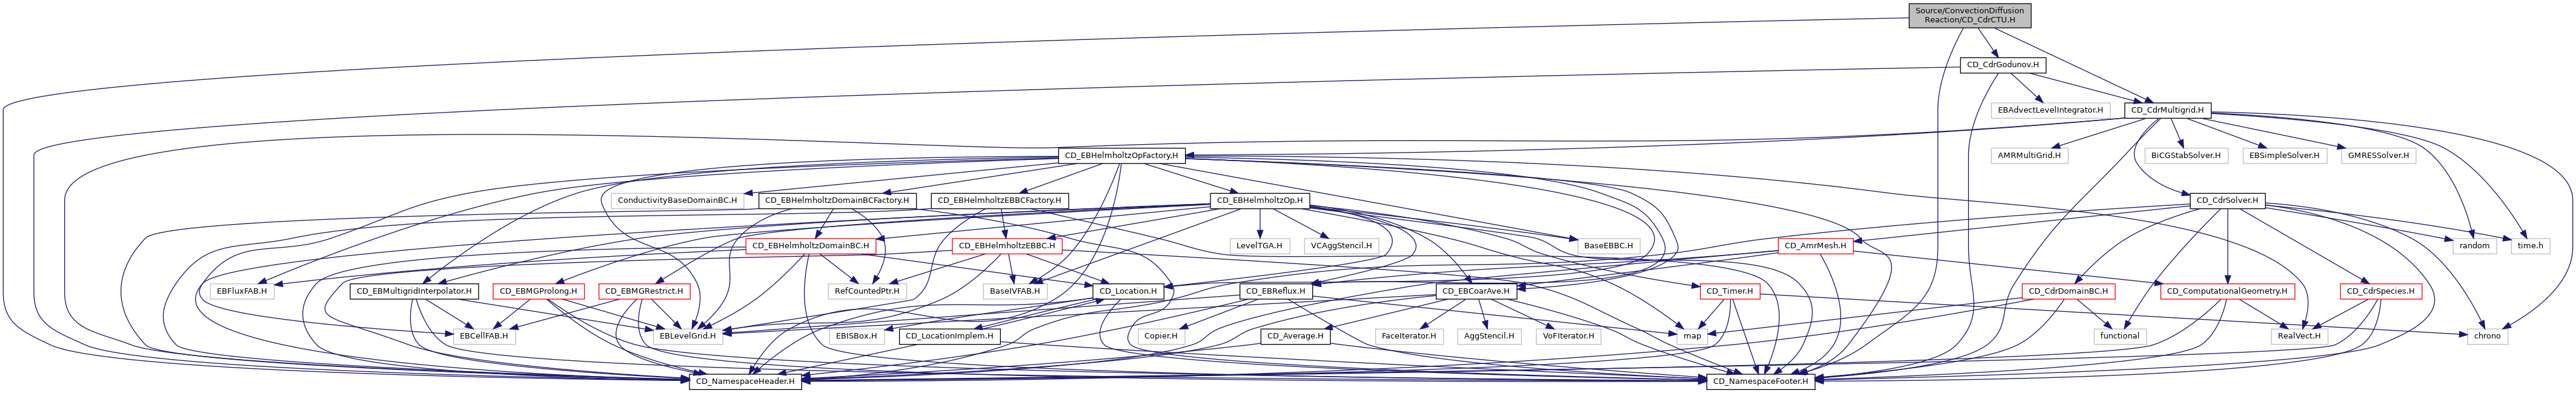 Source/ConvectionDiffusion
Reaction/CD_CdrCTU.H
CD_CdrGodunov.H
EBAdvectLevelIntegrator.H
CD_CdrMultigrid.H
CD_EBHelmholtzOpFactory.H
AMRMultiGrid.H
BiCGStabSolver.H
EBSimpleSolver.H
GMRESSolver.H
ConductivityBaseDomainBC.H
CD_EBHelmholtzDomainBCFactory.H
CD_EBHelmholtzEBBCFactory.H
CD_EBHelmholtzOp.H
CD_CdrSolver.H
CD_EBHelmholtzDomainBC.H
CD_EBHelmholtzEBBC.H
LevelTGA.H
VCAggStencil.H
BaseEBBC.H
CD_AmrMesh.H
random
time.h
EBFluxFAB.H
CD_EBMultigridInterpolator.H
CD_EBMGProlong.H
CD_EBMGRestrict.H
RefCountedPtr.H
BaseIVFAB.H
CD_Location.H
CD_EBReflux.H
CD_EBCoarAve.H
CD_Timer.H
CD_CdrDomainBC.H
CD_ComputationalGeometry.H
CD_CdrSpecies.H
EBCellFAB.H
EBLevelGrid.H
EBISBox.H
CD_LocationImplem.H
Copier.H
CD_Average.H
FaceIterator.H
AggStencil.H
VoFIterator.H
map
functional
RealVect.H
chrono
CD_NamespaceHeader.H
CD_NamespaceFooter.H